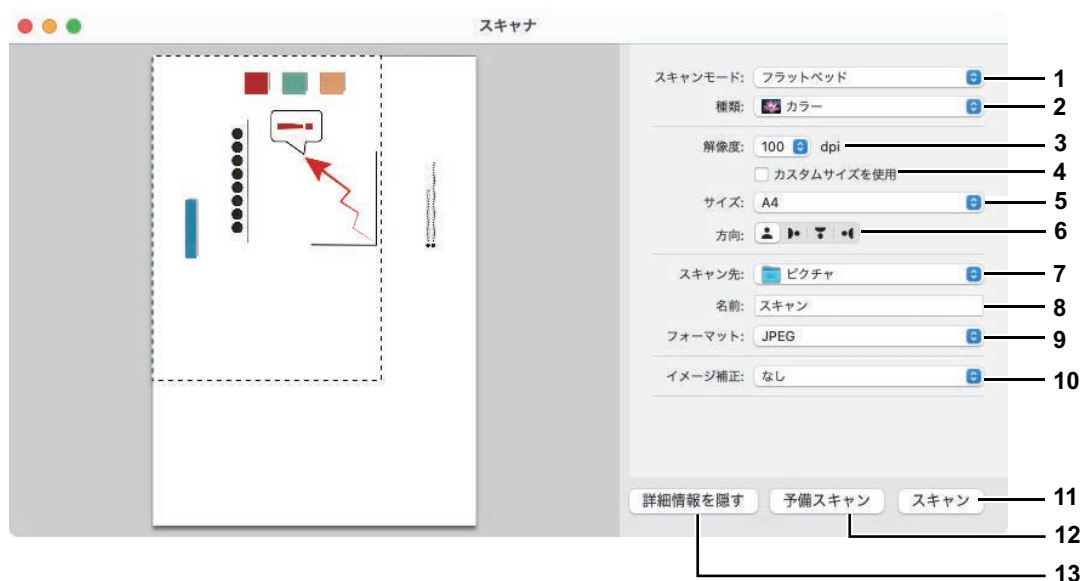 スキャナ
スキャンモード: フラットベッド 1
種類: カラー 2
解像度: 100 dpi 3
カスタムサイズを使用 4
サイズ: A4 5
方向: 6
スキャン先: ピクチャ 7
名前: スキャン 8
フォーマット: JPEG 9
イメージ補正: なし 10
詳細情報を隠す 予備スキャン スキャン 11
12
13